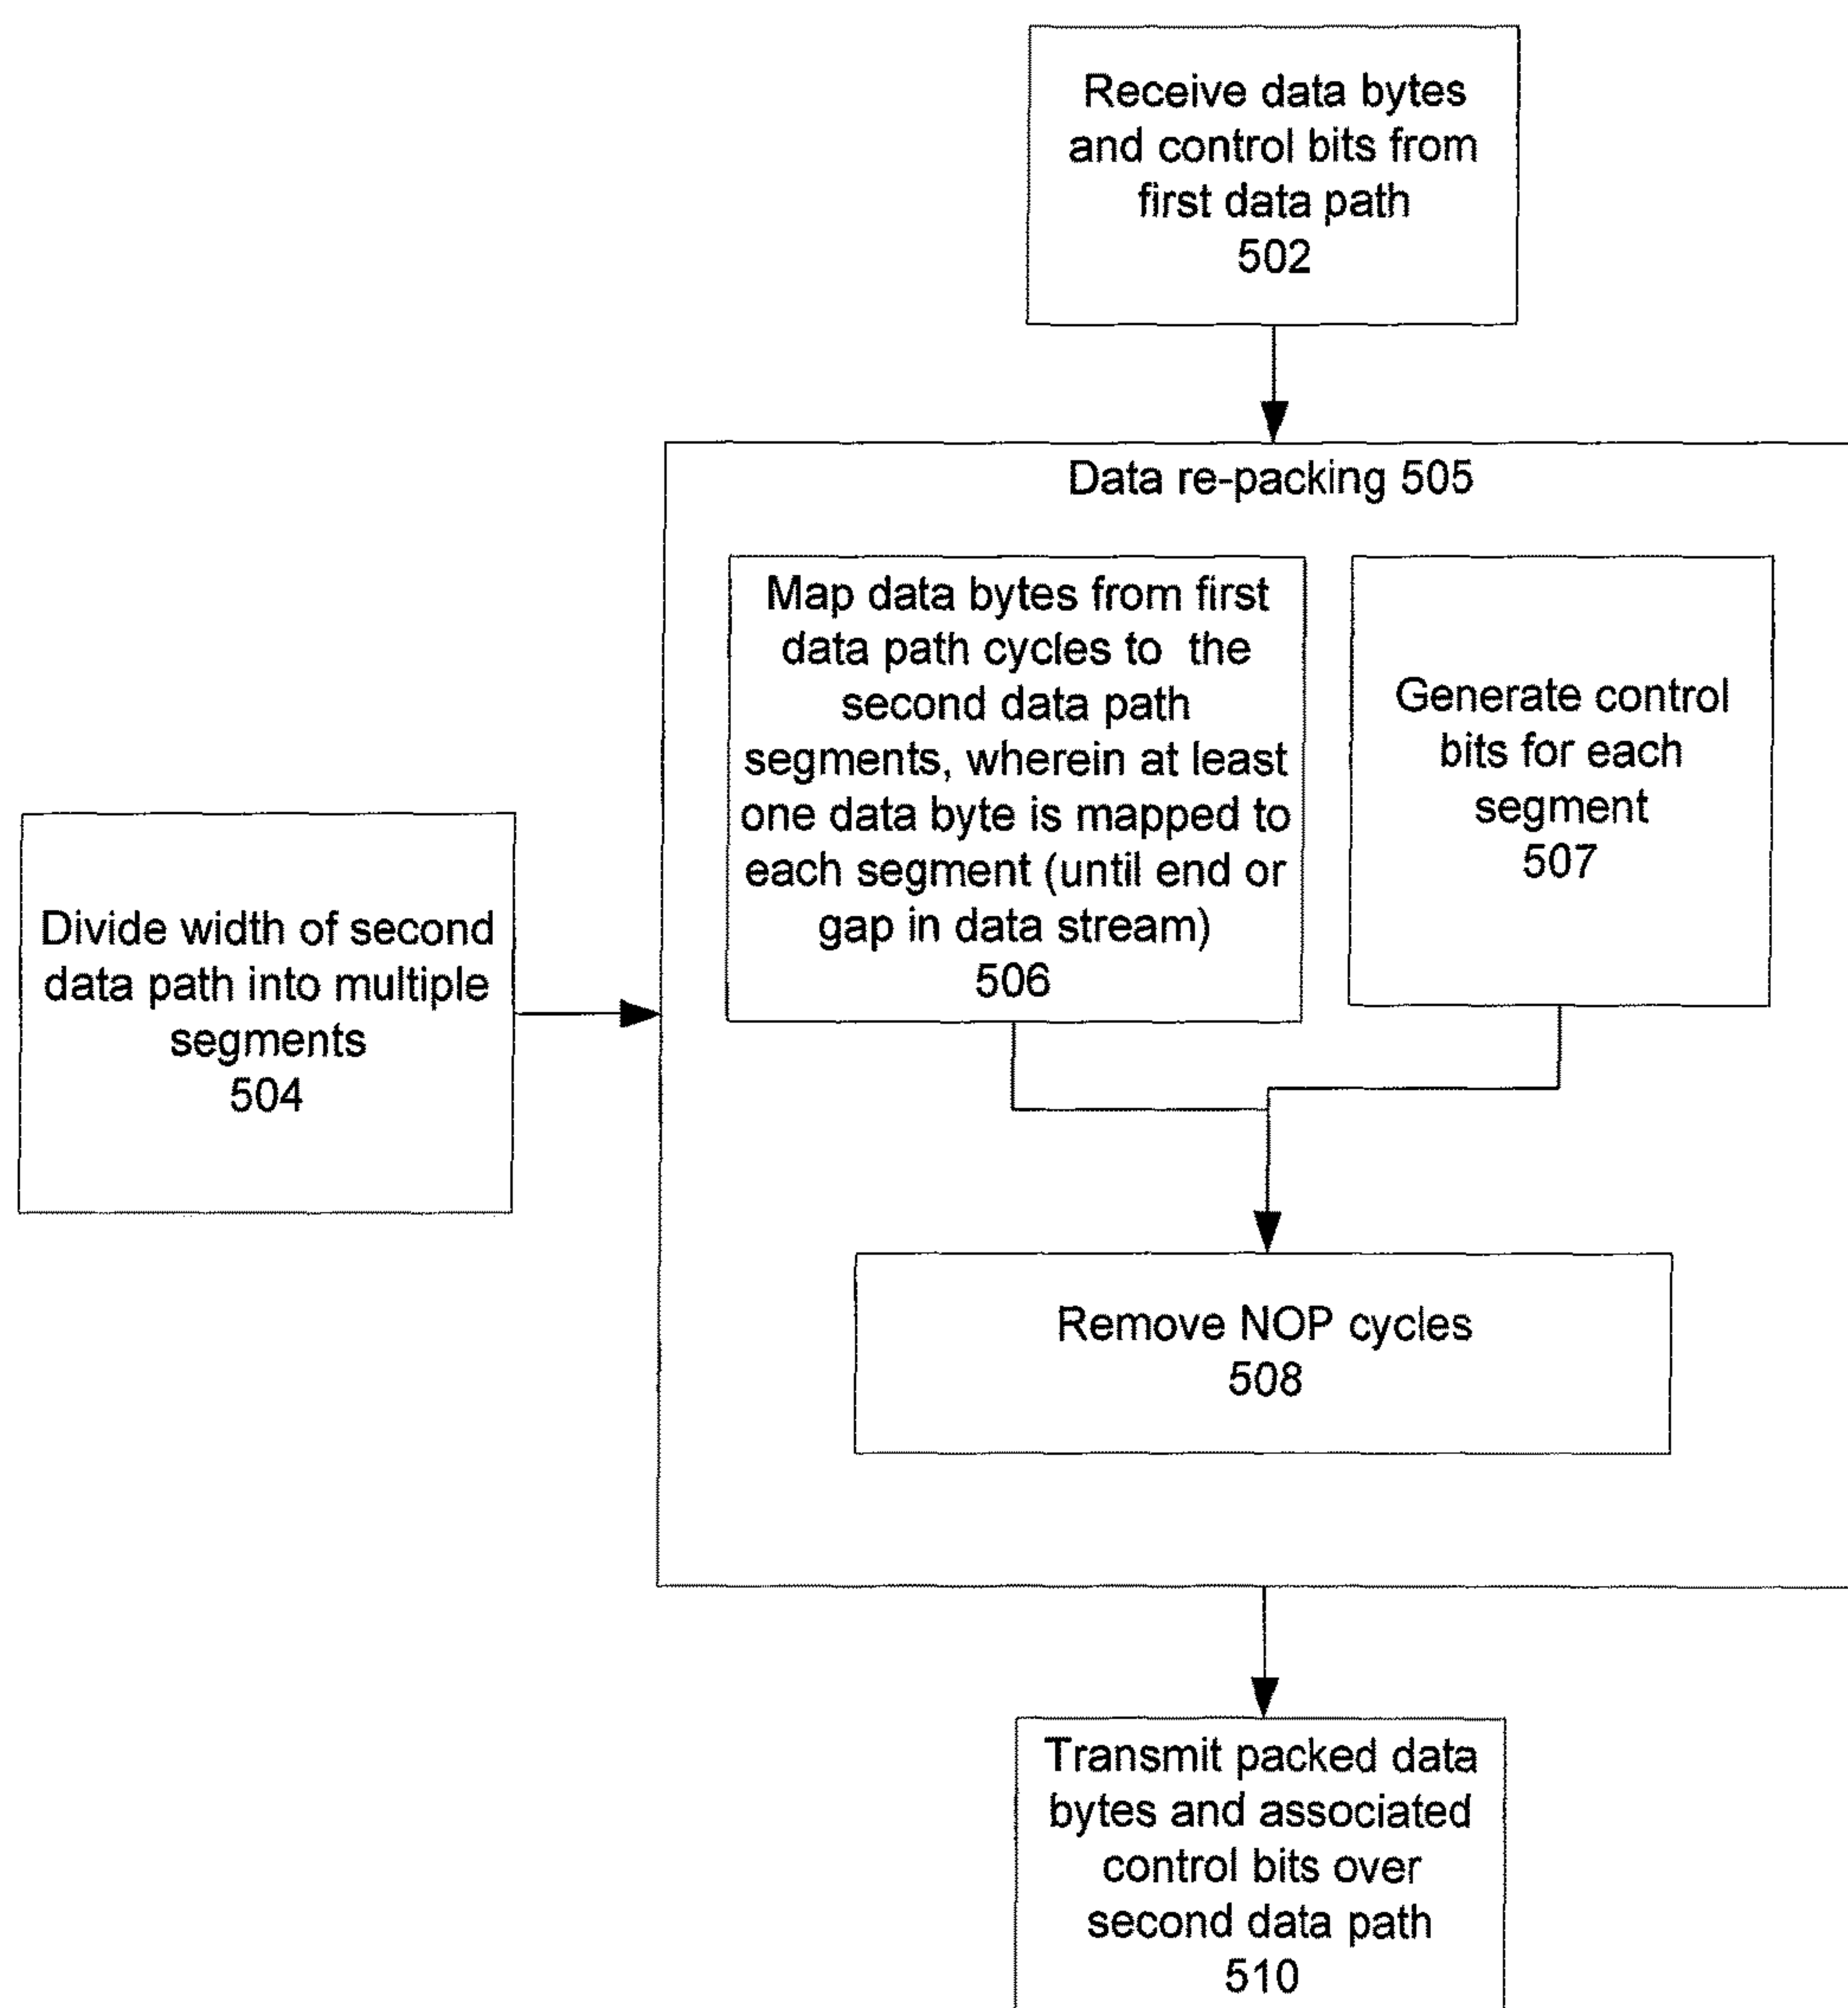 Receive data bytes
and control bits from
first data path
502
Data re-packing 505
Map data bytes from first
data path cycles to the
second data path
segments, wherein at least
one data byte is mapped to
each segment (until end or
gap in data stream)
506
Generate control
bits for each
segment
507
Divide width of second
data path into multiple
segments
504
Remove NOP cycles
508
Transmit packed data
bytes and associated
control bits over
second data path
510